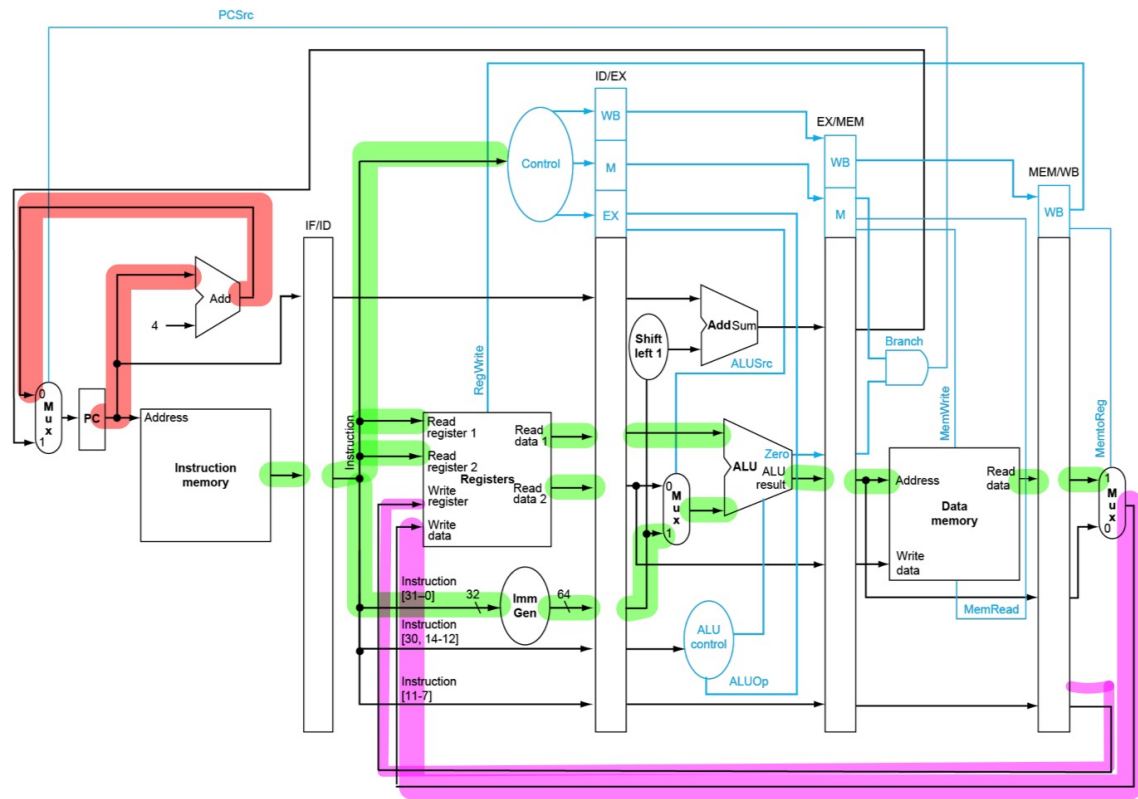 PCSrc
ID/EX
WB
EX/MEM
Control
M
WB
MEM/WB
EX
M
WB
IF/ID
Add
4
Add Sum
Shift
left 1
Branch
ALUSrc
RegWrite
0
M
u
x
1
PC
Address
Instruction
memory
Instruction
Read
register 1
Read
register 2
Write
register
Write
data
Registers
Read
data 1
Read
data 2
0
M
u
x
1
ALU
Zero
ALU
result
MemWrite
Address
Read
data
Data
memory
Write
data
MemtoReg
1
M
u
x
0
Instruction
[31–0]
32
Imm
Gen
64
MemRead
Instruction
[30, 14-12]
ALU
control
ALUOp
Instruction
[11-7]